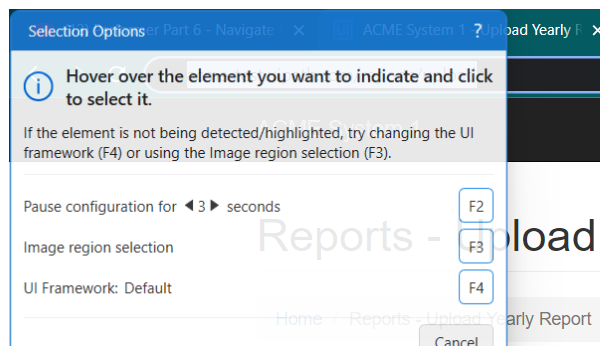 Selection Options ?
Part 6 - Navigate
ACME System 1 - Upload Yearly R
Hover over the element you want to indicate and click
to select it.
ACME System 1
If the element is not being detected/highlighted, try changing the UI
framework (F4) or using the Image region selection (F3).
Pause configuration for 3 seconds
F2
Reports - Upload
Image region selection
F3
UI Framework: Default
F4
Home / Reports - Upload Yearly Report
Cancel